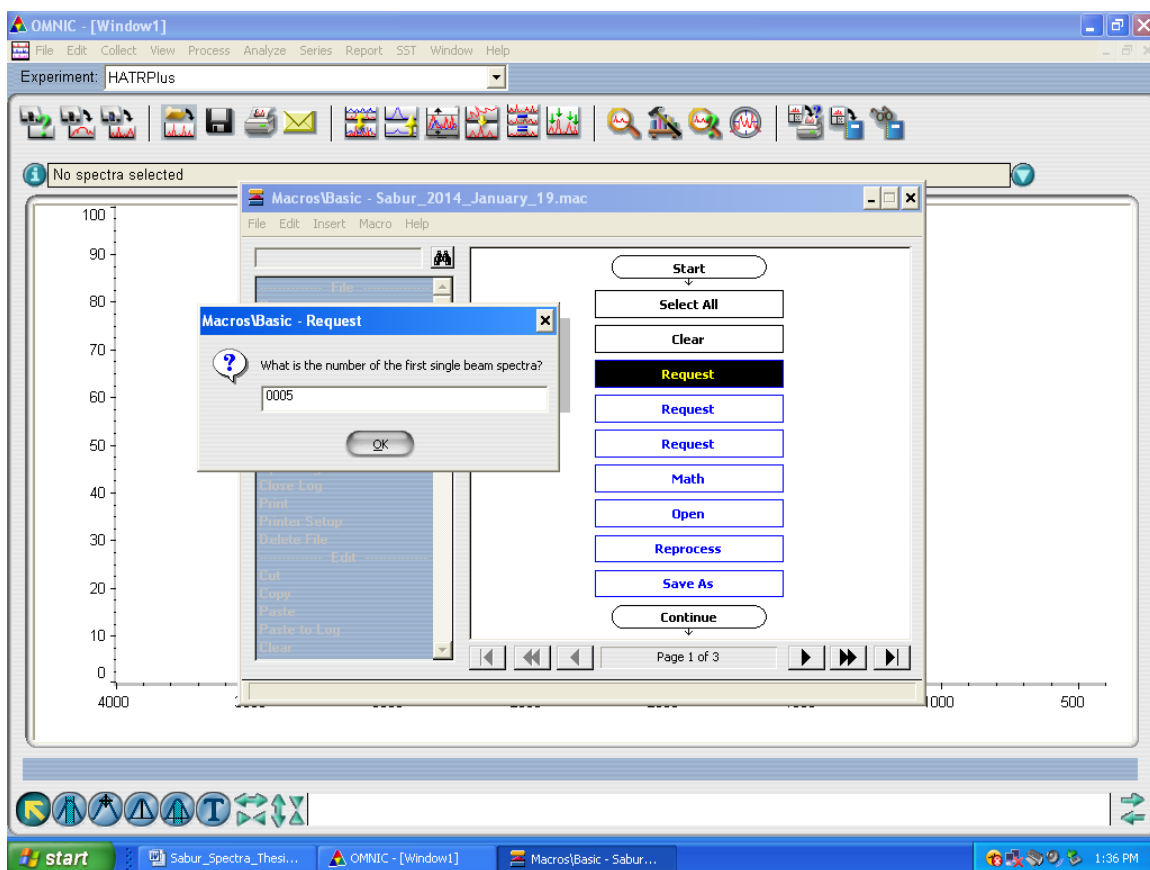 OMNIC - [Window1]
File Edit Collect View Process Analyze Series Report SST Window Help
Experiment: HATRPlus
No spectra selected
Macros\Basic - Sabur_2014_January_19.mac
File Edit Insert Macro Help
File
Start
Select All
Clear
Request
Request
Request
Math
Open
Reprocess
Save As
Continue
Page 1 of 3
Macros\Basic - Request
What is the number of the first single beam spectra?
0005
OK
Close Log
Print
Printer Setup
Delete File
Edit
Cut
Copy
Paste
Paste to Log
Clear
100
90
80
70
60
50
40
30
20
10
0
4000
1000
500
T
start
Sabur_Spectra_Thesi...
OMNIC - [Window1]
Macros\Basic - Sabur...
1:36 PM